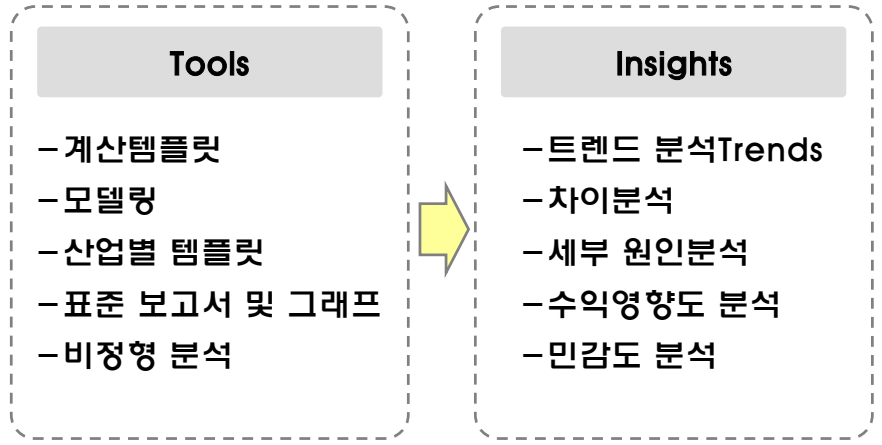 Tools
–계산템플릿
–모델링
–산업별 템플릿
–표준 보고서 및 그래프
–비정형 분석
Insights
–트렌드 분석Trends
–차이분석
–세부 원인분석
–수익영향도 분석
–민감도 분석